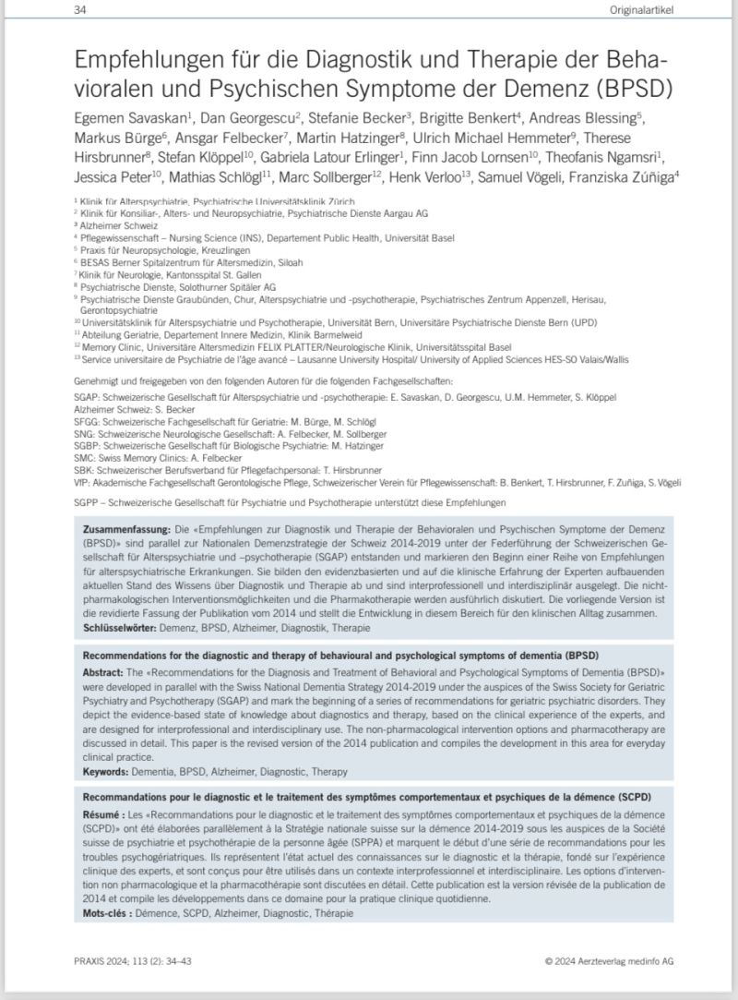 34
Originalartikel
Empfehlungen für die Diagnostik und Therapie der Beha-
vioralen und Psychischen Symptome der Demenz (BPSD)
Egemen Savaskan¹, Dan Georgescu², Stefanie Becker³, Brigitte Benkert⁴, Andreas Blessing⁵,
Markus Bürge⁶, Ansgar Felbecker⁷, Martin Hatzinger⁸, Ulrich Michael Hemmeter⁹, Therese
Hirsbrunner⁸, Stefan Klöppel¹⁰, Gabriela Latour Erlinger¹, Finn Jacob Lornsen¹⁰, Theofanis Ngamsri¹,
Jessica Peter¹⁰, Mathias Schlögl¹¹, Marc Sollberger¹², Henk Verloo¹³, Samuel Vögeli, Franziska Zúñiga⁴
¹ Klinik für Alterspsychiatrie, Psychiatrische Universitätsklinik Zürich
² Klinik für Konsiliar-, Alters- und Neuropsychiatrie, Psychiatrische Dienste Aargau AG
³ Alzheimer Schweiz
⁴ Pflegewissenschaft – Nursing Science (INS), Departement Public Health, Universität Basel
⁵ Praxis für Neuropsychologie, Kreuzlingen
⁶ BESAS Berner Spitalzentrum für Altersmedizin, Siloah
⁷ Klinik für Neurologie, Kantonsspital St. Gallen
⁸ Psychiatrische Dienste, Solothurner Spitäler AG
⁹ Psychiatrische Dienste Graubünden, Chur, Alterspsychiatrie und -psychotherapie, Psychiatrisches Zentrum Appenzell, Herisau,
Gerontopsychiatrie
¹⁰ Universitätsklinik für Alterspsychiatrie und Psychotherapie, Universität Bern, Universitäre Psychiatrische Dienste Bern (UPD)
¹¹ Abteilung Geriatrie, Departement Innere Medizin, Klinik Barmelweid
¹² Memory Clinic, Universitäre Altersmedizin FELIX PLATTER/Neurologische Klinik, Universitätsspital Basel
¹³ Service universitaire de Psychiatrie de l'âge avancé – Lausanne University Hospital/ University of Applied Sciences HES-SO Valais/Wallis
Genehmigt und freigegeben von den folgenden Autoren für die folgenden Fachgesellschaften:
SGAP: Schweizerische Gesellschaft für Alterspsychiatrie und -psychotherapie: E. Savaskan, D. Georgescu, U.M. Hemmeter, S. Klöppel
Alzheimer Schweiz: S. Becker
SFGG: Schweizerische Fachgesellschaft für Geriatrie: M. Bürge, M. Schlögl
SNG: Schweizerische Neurologische Gesellschaft: A. Felbecker, M. Sollberger
SGBP: Schweizerische Gesellschaft für Biologische Psychiatrie: M. Hatzinger
SMC: Swiss Memory Clinics: A. Felbecker
SBK: Schweizerischer Berufsverband für Pflegefachpersonal: T. Hirsbrunner
VfP: Akademische Fachgesellschaft Gerontologische Pflege, Schweizerischer Verein für Pflegewissenschaft: B. Benkert, T. Hirsbrunner, F. Zuñiga, S. Vögeli
SGPP – Schweizerische Gesellschaft für Psychiatrie und Psychotherapie unterstützt diese Empfehlungen
Zusammenfassung: Die «Empfehlungen zur Diagnostik und Therapie der Behavioralen und Psychischen Symptome der Demenz
(BPSD)» sind parallel zur Nationalen Demenzstrategie der Schweiz 2014-2019 unter der Federführung der Schweizerischen Ge-
sellschaft für Alterspsychiatrie und –psychotherapie (SGAP) entstanden und markieren den Beginn einer Reihe von Empfehlungen
für alterspsychiatrische Erkrankungen. Sie bilden den evidenzbasierten und auf die klinische Erfahrung der Experten aufbauenden
aktuellen Stand des Wissens über Diagnostik und Therapie ab und sind interprofessionell und interdisziplinär ausgelegt. Die nicht-
pharmakologischen Interventionsmöglichkeiten und die Pharmakotherapie werden ausführlich diskutiert. Die vorliegende Version ist
die revidierte Fassung der Publikation vom 2014 und stellt die Entwicklung in diesem Bereich für den klinischen Alltag zusammen.
Schlüsselwörter: Demenz, BPSD, Alzheimer, Diagnostik, Therapie
Recommendations for the diagnostic and therapy of behavioural and psychological symptoms of dementia (BPSD)
Abstract: The «Recommendations for the Diagnosis and Treatment of Behavioral and Psychological Symptoms of Dementia (BPSD)»
were developed in parallel with the Swiss National Dementia Strategy 2014-2019 under the auspices of the Swiss Society for Geriatric
Psychiatry and Psychotherapy (SGAP) and mark the beginning of a series of recommendations for geriatric psychiatric disorders. They
depict the evidence-based state of knowledge about diagnostics and therapy, based on the clinical experience of the experts, and
are designed for interprofessional and interdisciplinary use. The non-pharmacological intervention options and pharmacotherapy are
discussed in detail. This paper is the revised version of the 2014 publication and compiles the development in this area for everyday
clinical practice.
Keywords: Dementia, BPSD, Alzheimer, Diagnostic, Therapy
Recommandations pour le diagnostic et le traitement des symptômes comportementaux et psychiques de la démence (SCPD)
Résumé : Les «Recommandations pour le diagnostic et le traitement des symptômes comportementaux et psychiques de la démence
(SCPD)» ont été élaborées parallèlement à la Stratégie nationale suisse sur la démence 2014-2019 sous les auspices de la Société
suisse de psychiatrie et psychothérapie de la personne âgée (SPPA) et marquent le début d'une série de recommandations pour les
troubles psychogériatriques. Ils représentent l'état actuel des connaissances sur le diagnostic et la thérapie, fondé sur l'expérience
clinique des experts, et sont conçus pour être utilisés dans un contexte interprofessionnel et interdisciplinaire. Les options d'interven-
tion non pharmacologique et la pharmacothérapie sont discutées en détail. Cette publication est la version révisée de la publication de
2014 et compile les développements dans ce domaine pour la pratique clinique quotidienne.
Mots-clés : Démence, SCPD, Alzheimer, Diagnostic, Thérapie
PRAXIS 2024; 113 (2): 34–43
© 2024 Aerzteverlag medinfo AG